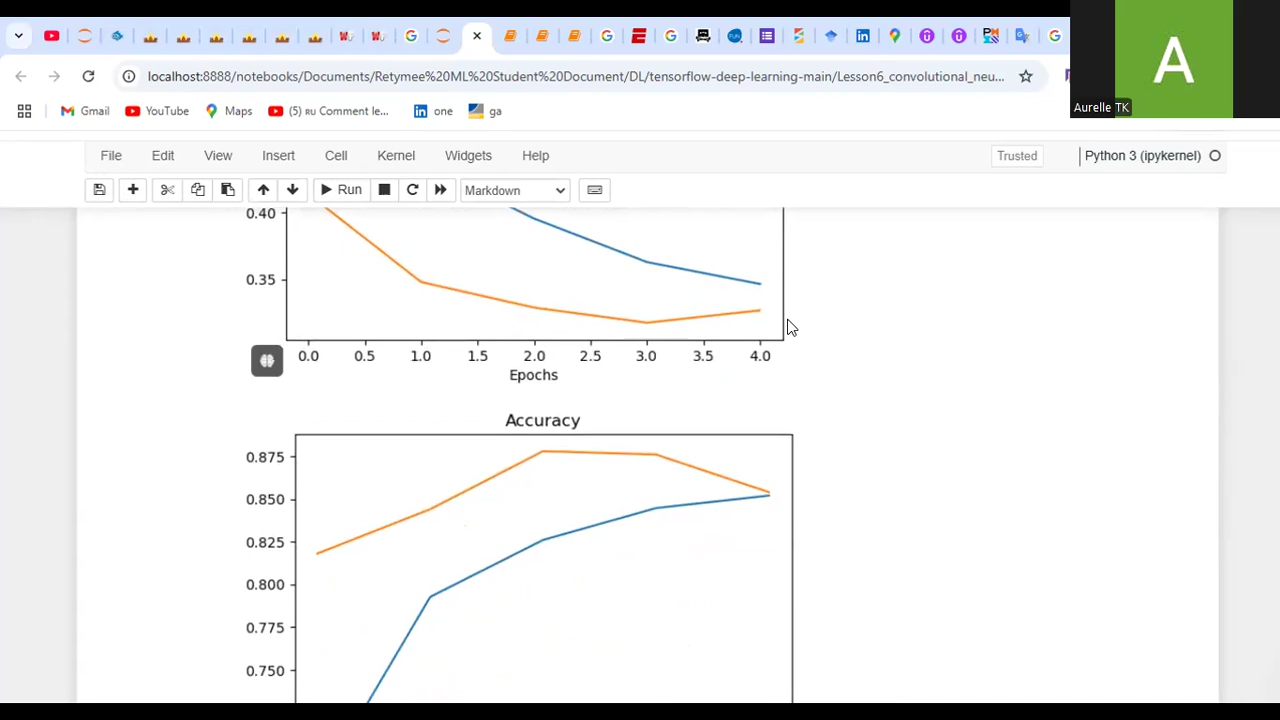 localhost:8888/notebooks/Documents/Retymee%20ML%20Student%20Document/DL/tensorflow-deep-learning-main/Lesson6_convolutional_neu...
A
Aurelle TK
Gmail
YouTube
Maps
(5) ʀᴜ Comment le...
one
ga
File
Edit
View
Insert
Cell
Kernel
Widgets
Help
Trusted
Python 3 (ipykernel)
Run
Markdown
0.40
0.35
0.0 0.5 1.0 1.5 2.0 2.5 3.0 3.5 4.0
Epochs
Accuracy
0.875
0.850
0.825
0.800
0.775
0.750